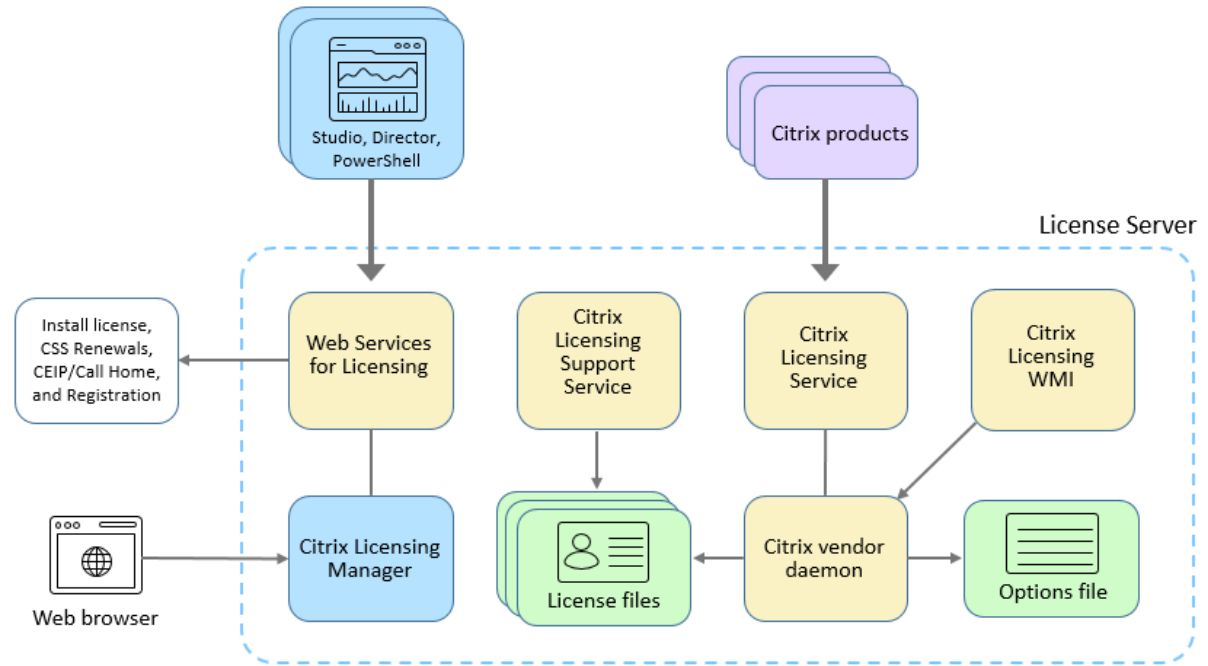 Studio, Director,
PowerShell
Citrix products
License Server
Install license,
CSS Renewals,
CEIP/Call Home,
and Registration
Web Services
for Licensing
Citrix
Licensing
Support
Service
Citrix
Licensing
Service
Citrix
Licensing
WMI
Web browser
Citrix Licensing
Manager
License files
Citrix vendor
daemon
Options file